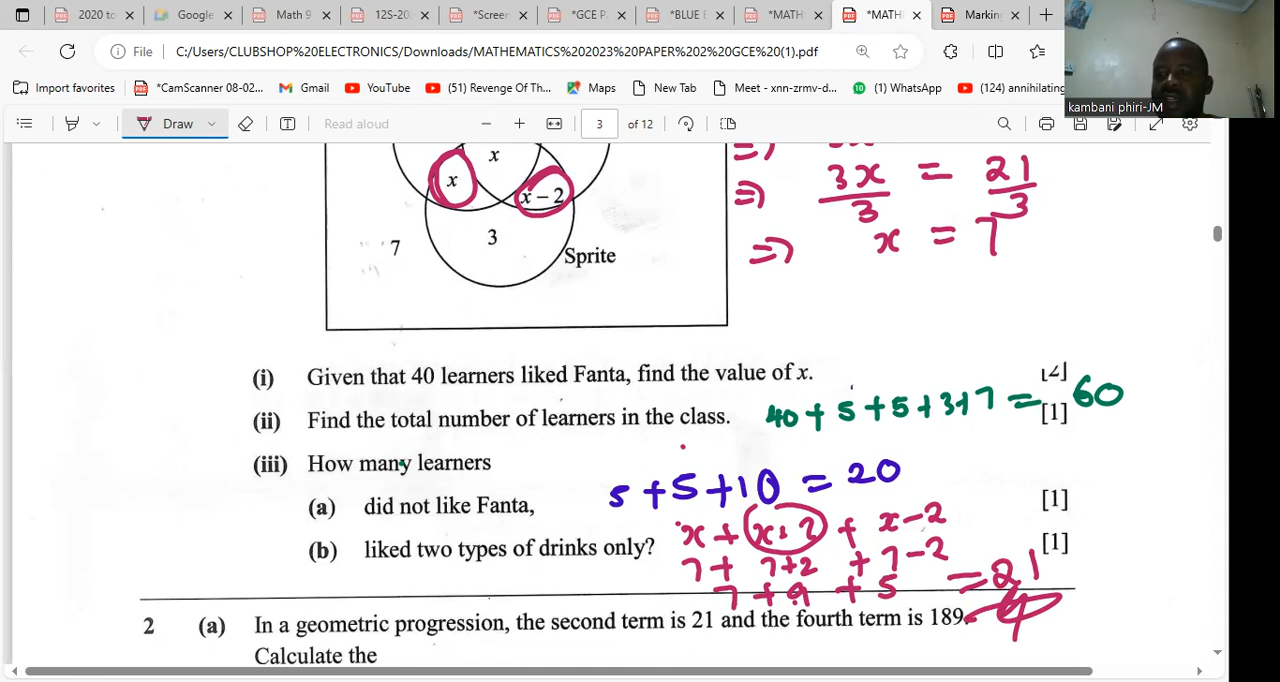 2020 to
Google
Math 9
12S-20
*Screen
*GCE P
*BLUE E
*MATH
*MATH
Markin
File
C:/Users/CLUBSHOP%20ELECTRONICS/Downloads/MATHEMATICS%202023%20PAPER%202%20GCE%20(1).pdf
Import favorites
*CamScanner 08-02...
Gmail
YouTube
(51) Revenge Of Th...
Maps
New Tab
Meet - xnn-zrmv-d...
(1) WhatsApp
(124) annihilating
kambani phiri-JM
Draw
Read aloud
3 of 12
x
x
x – 2
3
7
Sprite
⇒ 3x/3 = 21/3
⇒ x = 7
(i) Given that 40 learners liked Fanta, find the value of x. [2]
(ii) Find the total number of learners in the class. [1]
40 + 5 + 5 + 3 + 7 = 60
(iii) How many learners
5 + 5 + 10 = 20
(a) did not like Fanta, [1]
x + x+2 + x-2
(b) liked two types of drinks only? [1]
7 + 7+2 + 7-2
7 + 9 + 5 = 21
2 (a) In a geometric progression, the second term is 21 and the fourth term is 189.
Calculate the